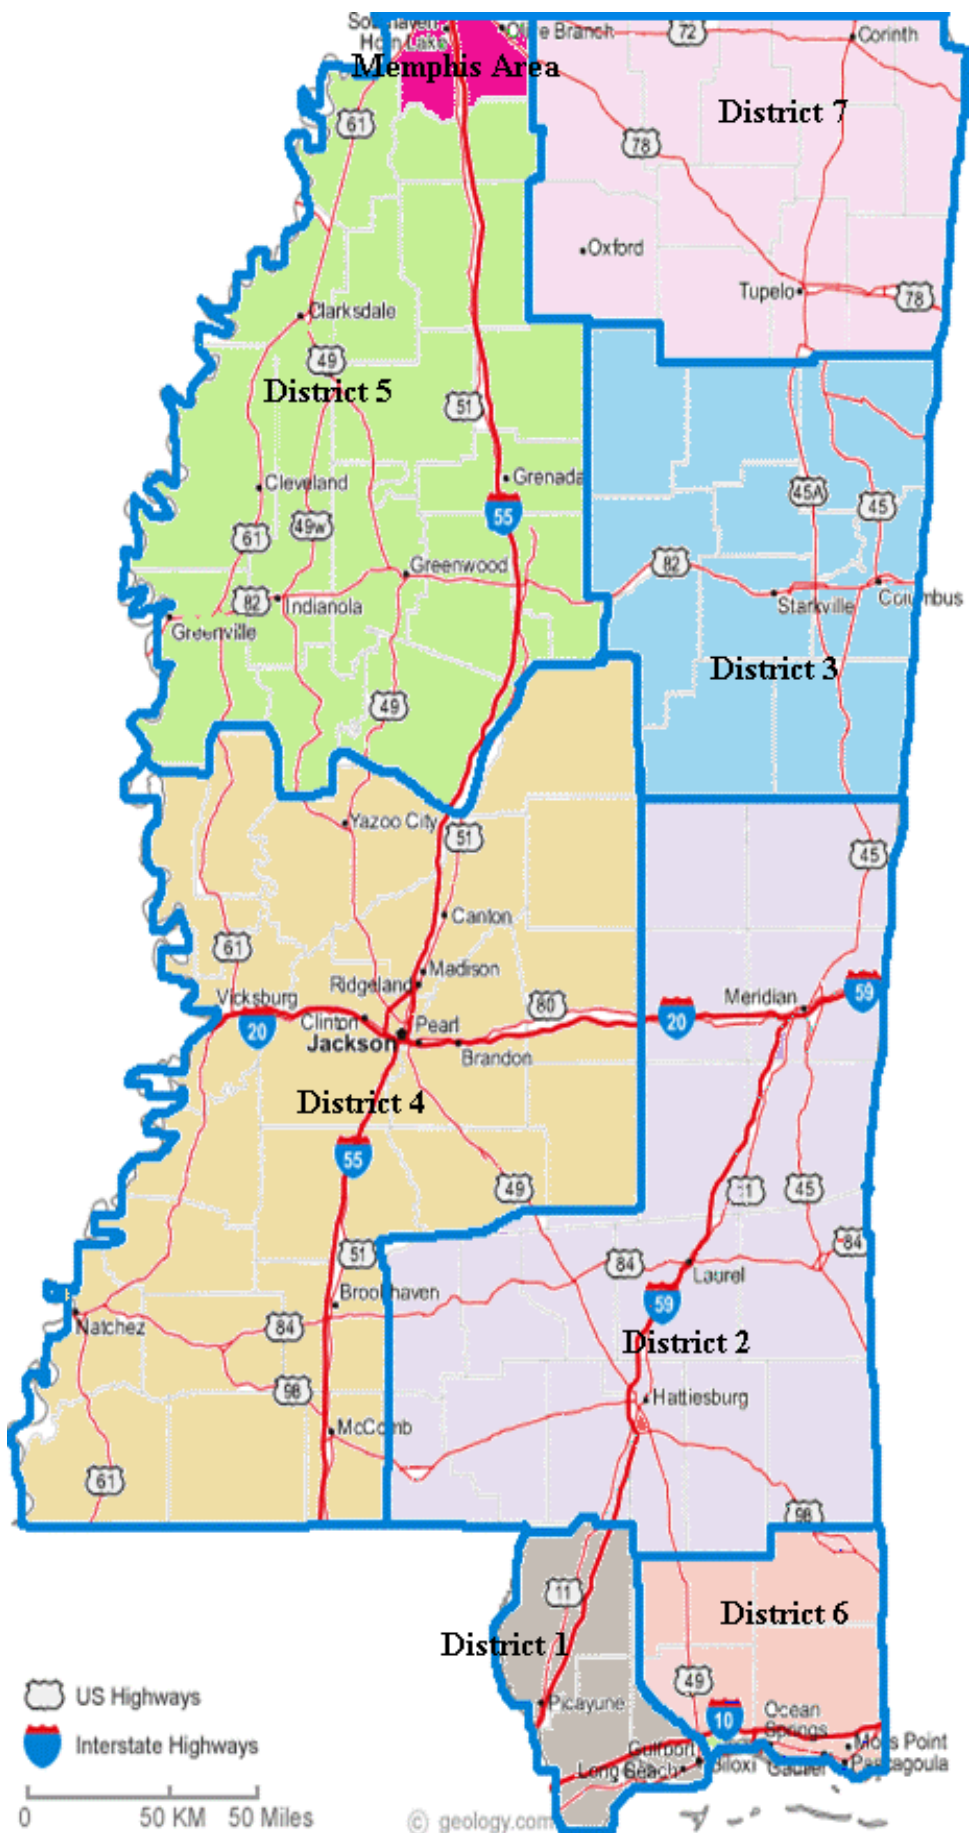 Southaven
Horn Lake
Olive Branch
72
Corinth
Memphis Area
District 7
61
78
Oxford
Tupelo
78
Clarksdale
49
District 5
51
Grenada
Cleveland
45A
45
49W
55
61
82
Greenwood
82
Indianola
Starkville
Columbus
Greenville
District 3
49
Yazoo City
51
45
Canton
61
Madison
Ridgeland
Vicksburg
80
Meridian
59
20
Clinton
Pearl
20
Jackson
Brandon
District 4
55
49
11
45
51
84
84
Laurel
Brookhaven
59
Natchez
84
District 2
98
Hattiesburg
McComb
61
98
11
District 6
District 1
49
US Highways
Picayune
Ocean
Springs
10
Interstate Highways
Moss Point
Gulfport
Long Beach
Biloxi
Gautier
Pascagoula
0 50 KM 50 Miles
© geology.com